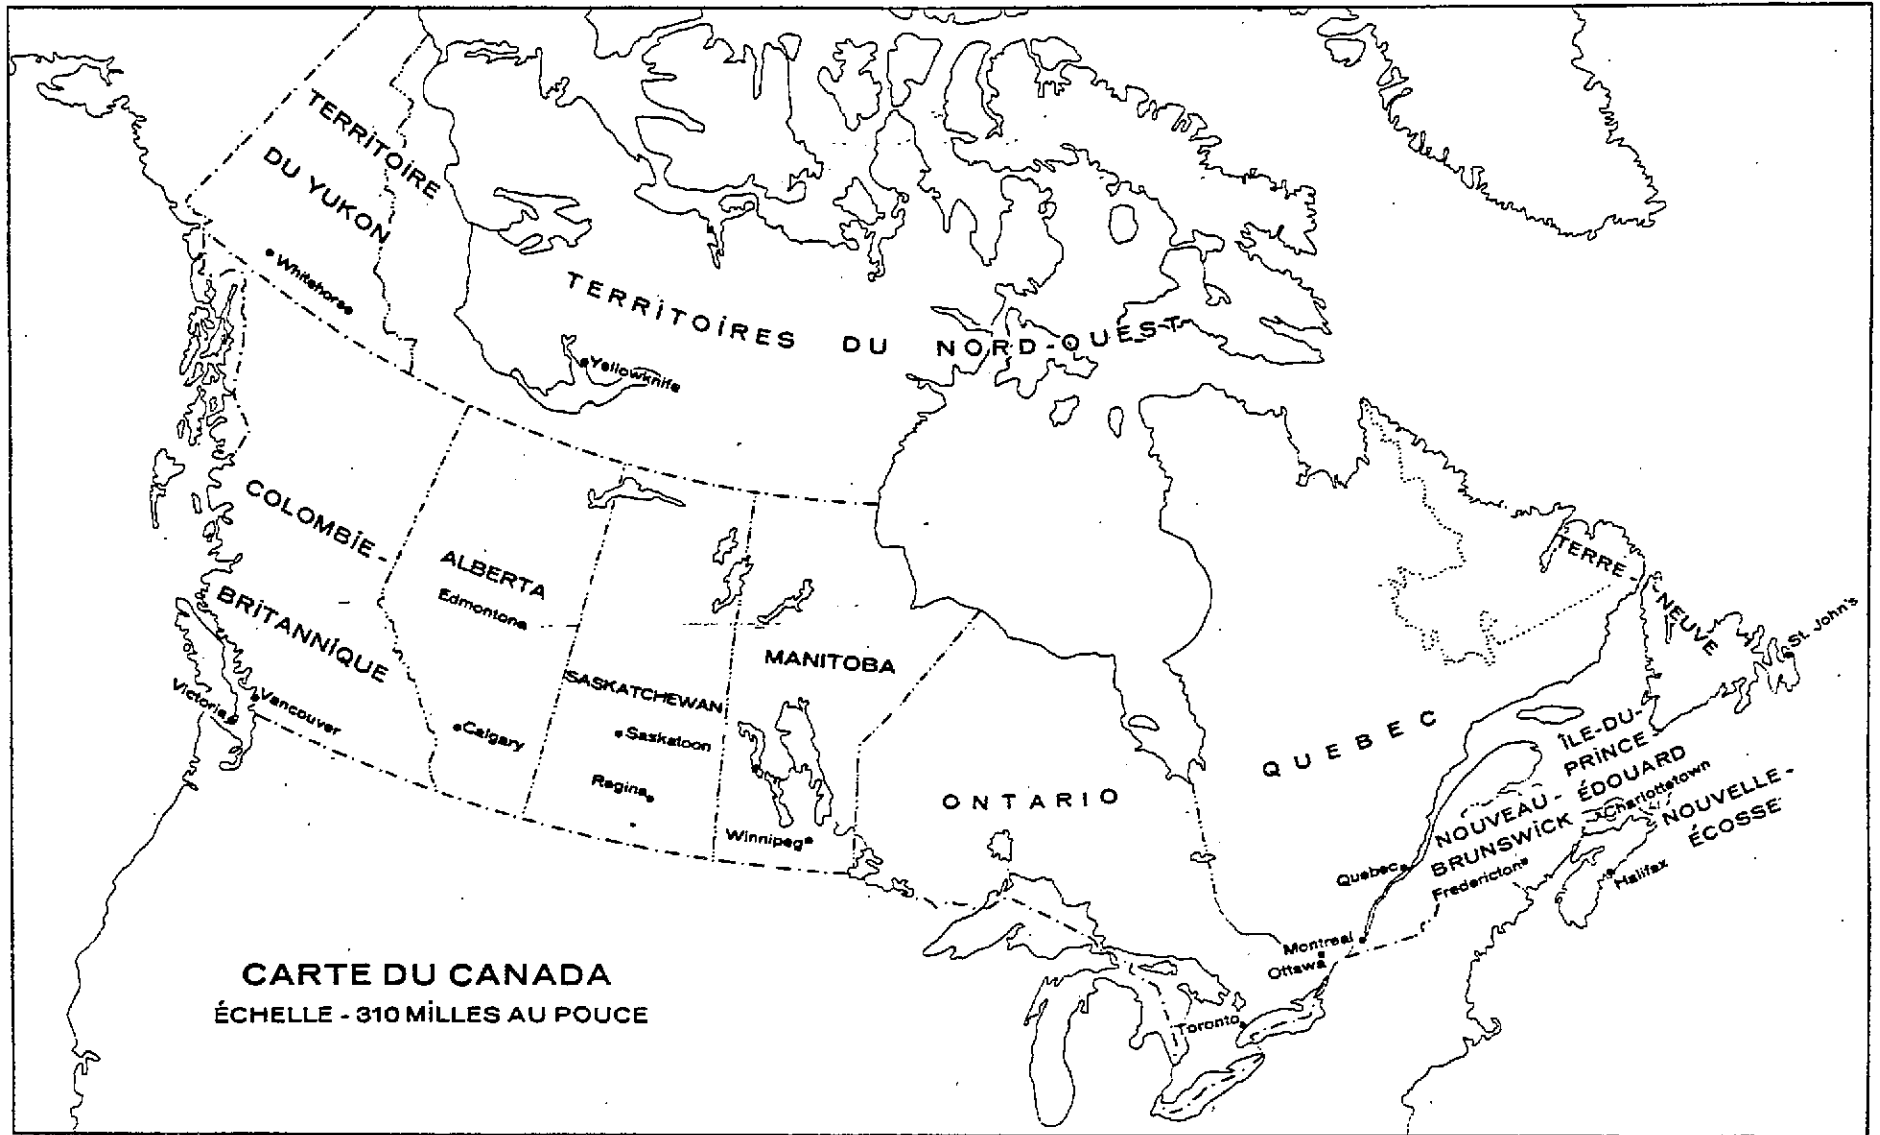 TERRITOIRE
DU YUKON
Whitehorse
TERRITOIRES DU NORD-OUEST
Yellowknife
COLOMBIE-
BRITANNIQUE
Victoria
Vancouver
ALBERTA
Edmonton
Calgary
SASKATCHEWAN
Saskatoon
Regina
MANITOBA
Winnipeg
ONTARIO
Toronto
Ottawa
QUEBEC
Quebec
Montreal
TERRE-
NEUVE
St. John's
ÎLE-DU-
PRINCE-
ÉDOUARD
Charlottetown
NOUVEAU-
BRUNSWICK
Fredericton
NOUVELLE-
ÉCOSSE
Halifax
CARTE DU CANADA
ÉCHELLE - 310 MILLES AU POUCE